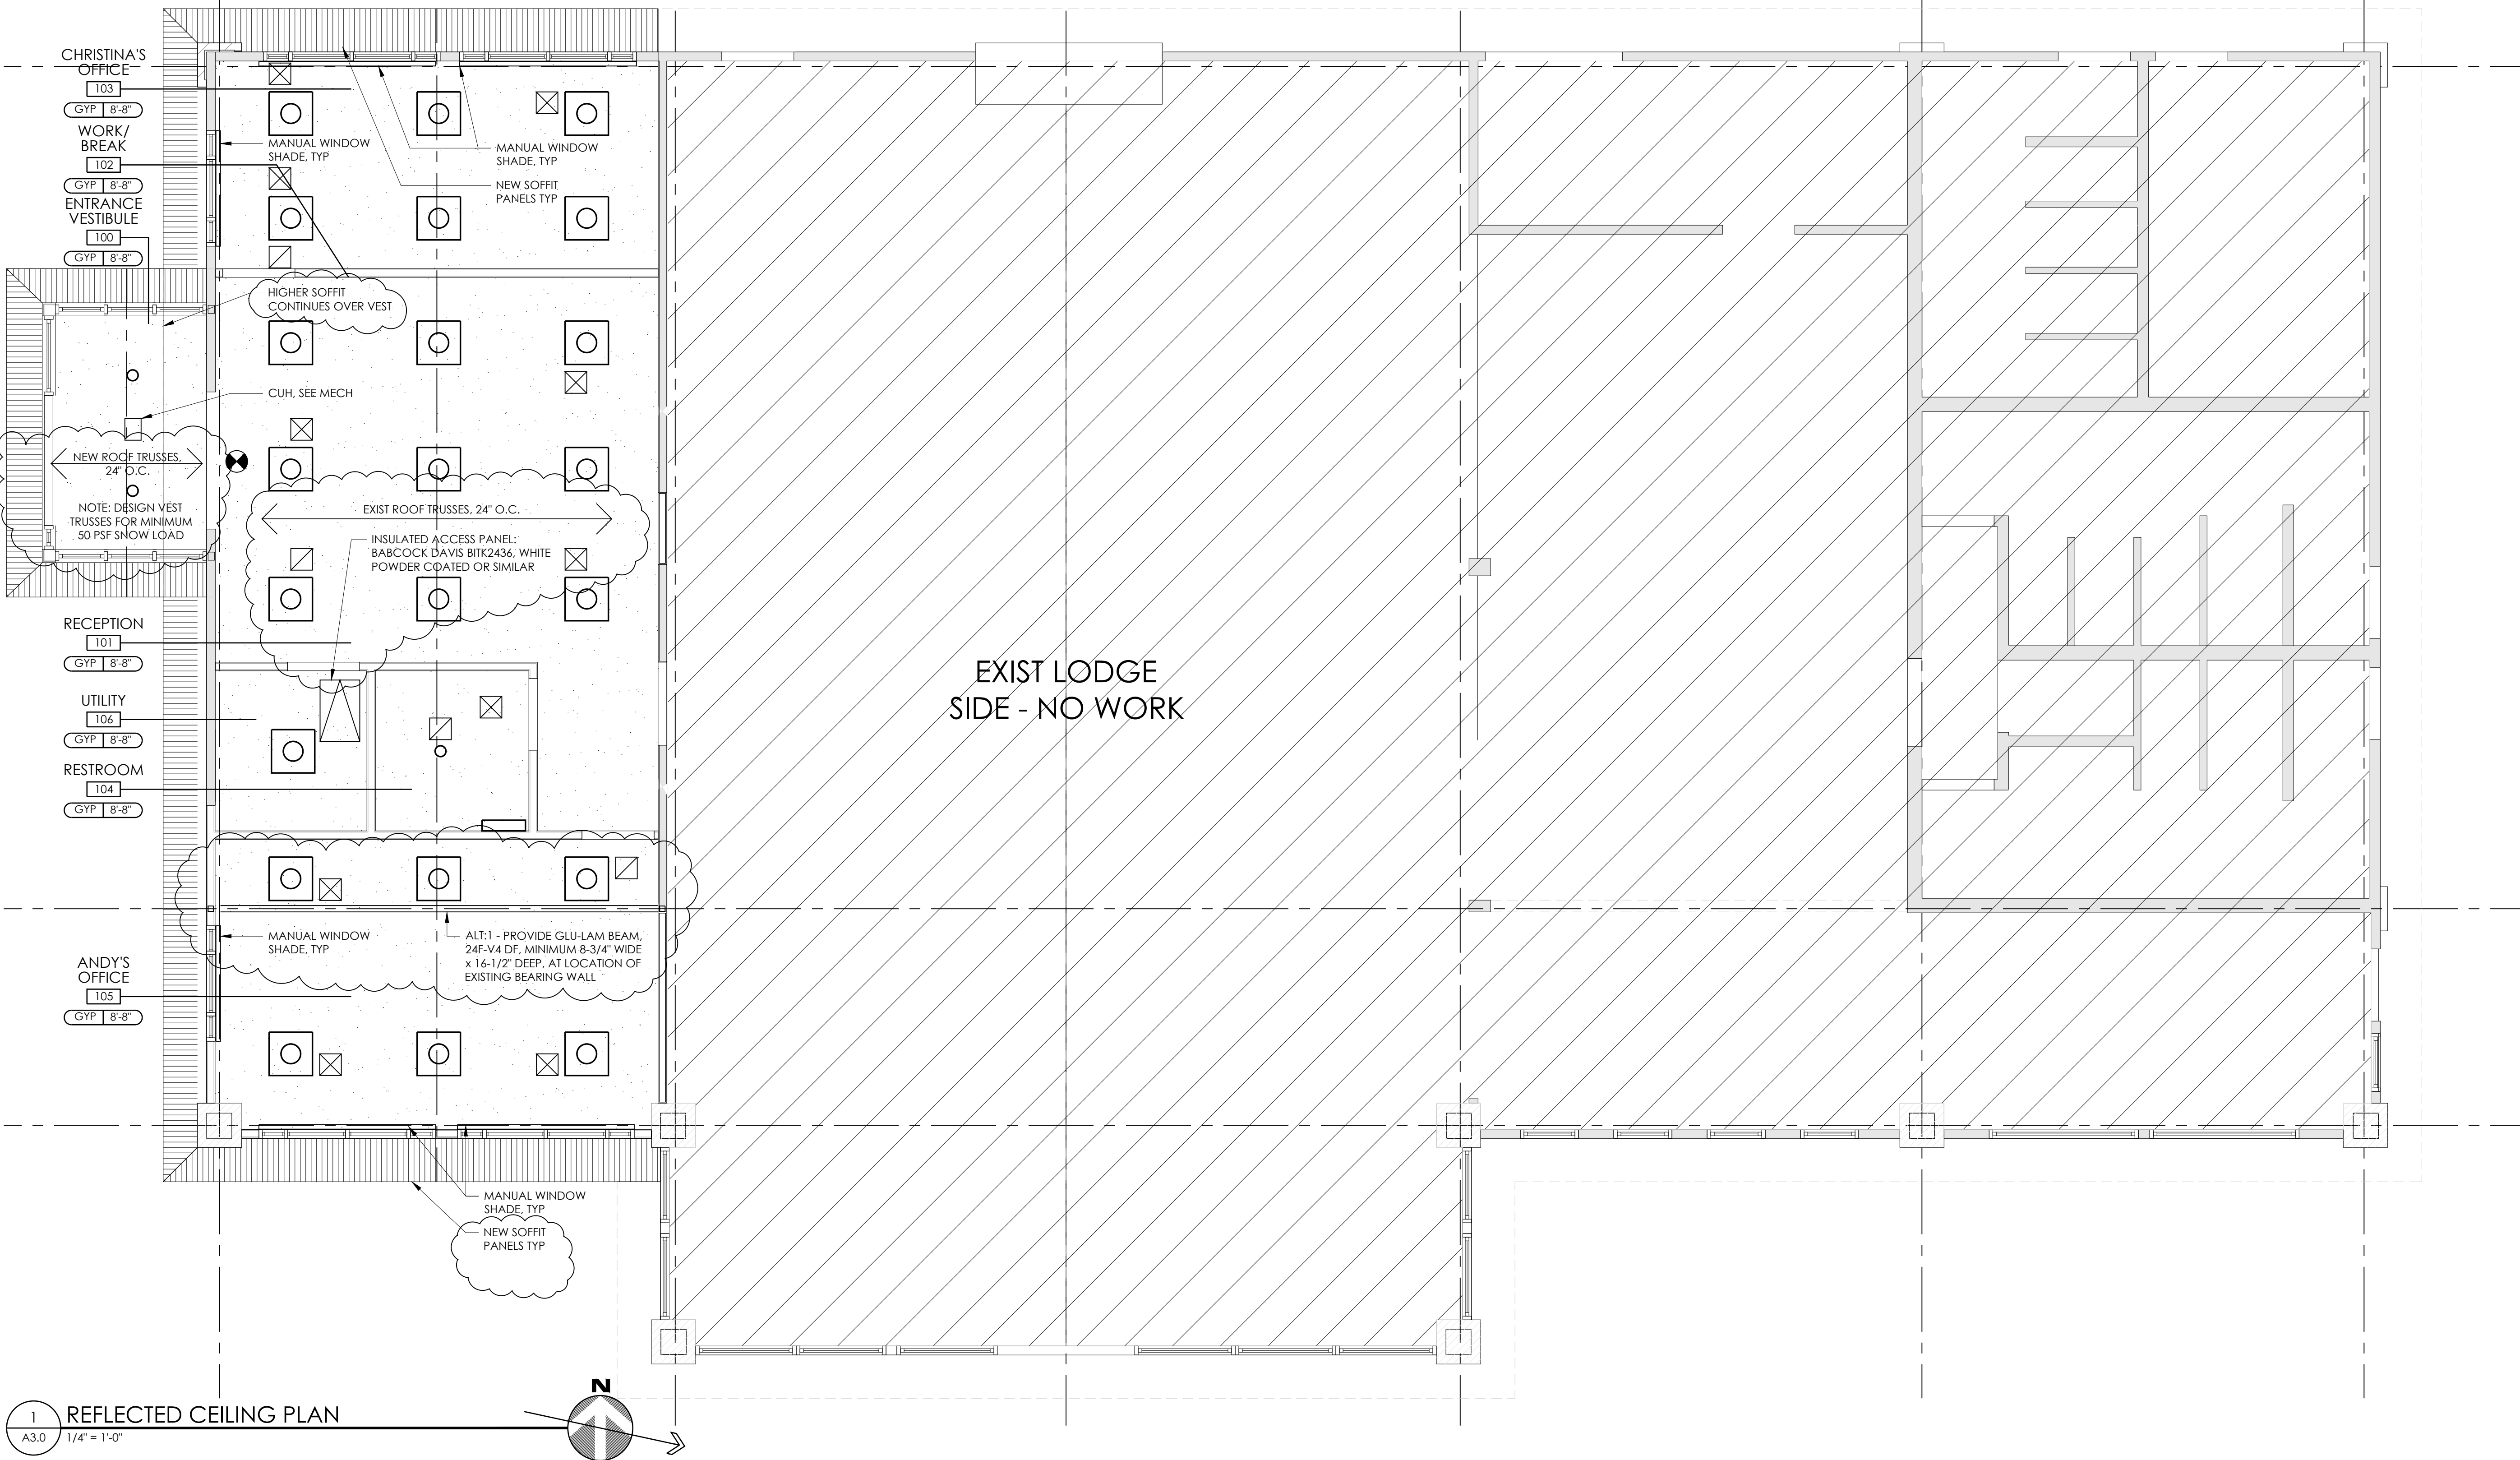 CHRISTINA'S
OFFICE
103
GYP 8'-8"
WORK/
BREAK
102
GYP 8'-8"
ENTRANCE
VESTIBULE
100
GYP 8'-8"
MANUAL WINDOW
SHADE, TYP
MANUAL WINDOW
SHADE, TYP
NEW SOFFIT
PANELS TYP
HIGHER SOFFIT
CONTINUES OVER VEST
CUH, SEE MECH
NEW ROOF TRUSSES,
24" O.C.
NOTE: DESIGN VEST
TRUSSES FOR MINIMUM
50 PSF SNOW LOAD
EXIST ROOF TRUSSES, 24" O.C.
INSULATED ACCESS PANEL:
BABCOCK DAVIS BITK2436, WHITE
POWDER COATED OR SIMILAR
RECEPTION
101
GYP 8'-8"
UTILITY
106
GYP 8'-8"
RESTROOM
104
GYP 8'-8"
EXIST LODGE
SIDE - NO WORK
MANUAL WINDOW
SHADE, TYP
ALT:1 - PROVIDE GLU-LAM BEAM,
24F-V4 DF, MINIMUM 8-3/4" WIDE
x 16-1/2" DEEP, AT LOCATION OF
EXISTING BEARING WALL
ANDY'S
OFFICE
105
GYP 8'-8"
MANUAL WINDOW
SHADE, TYP
NEW SOFFIT
PANELS TYP
N
1
A3.0
REFLECTED CEILING PLAN
1/4" = 1'-0"